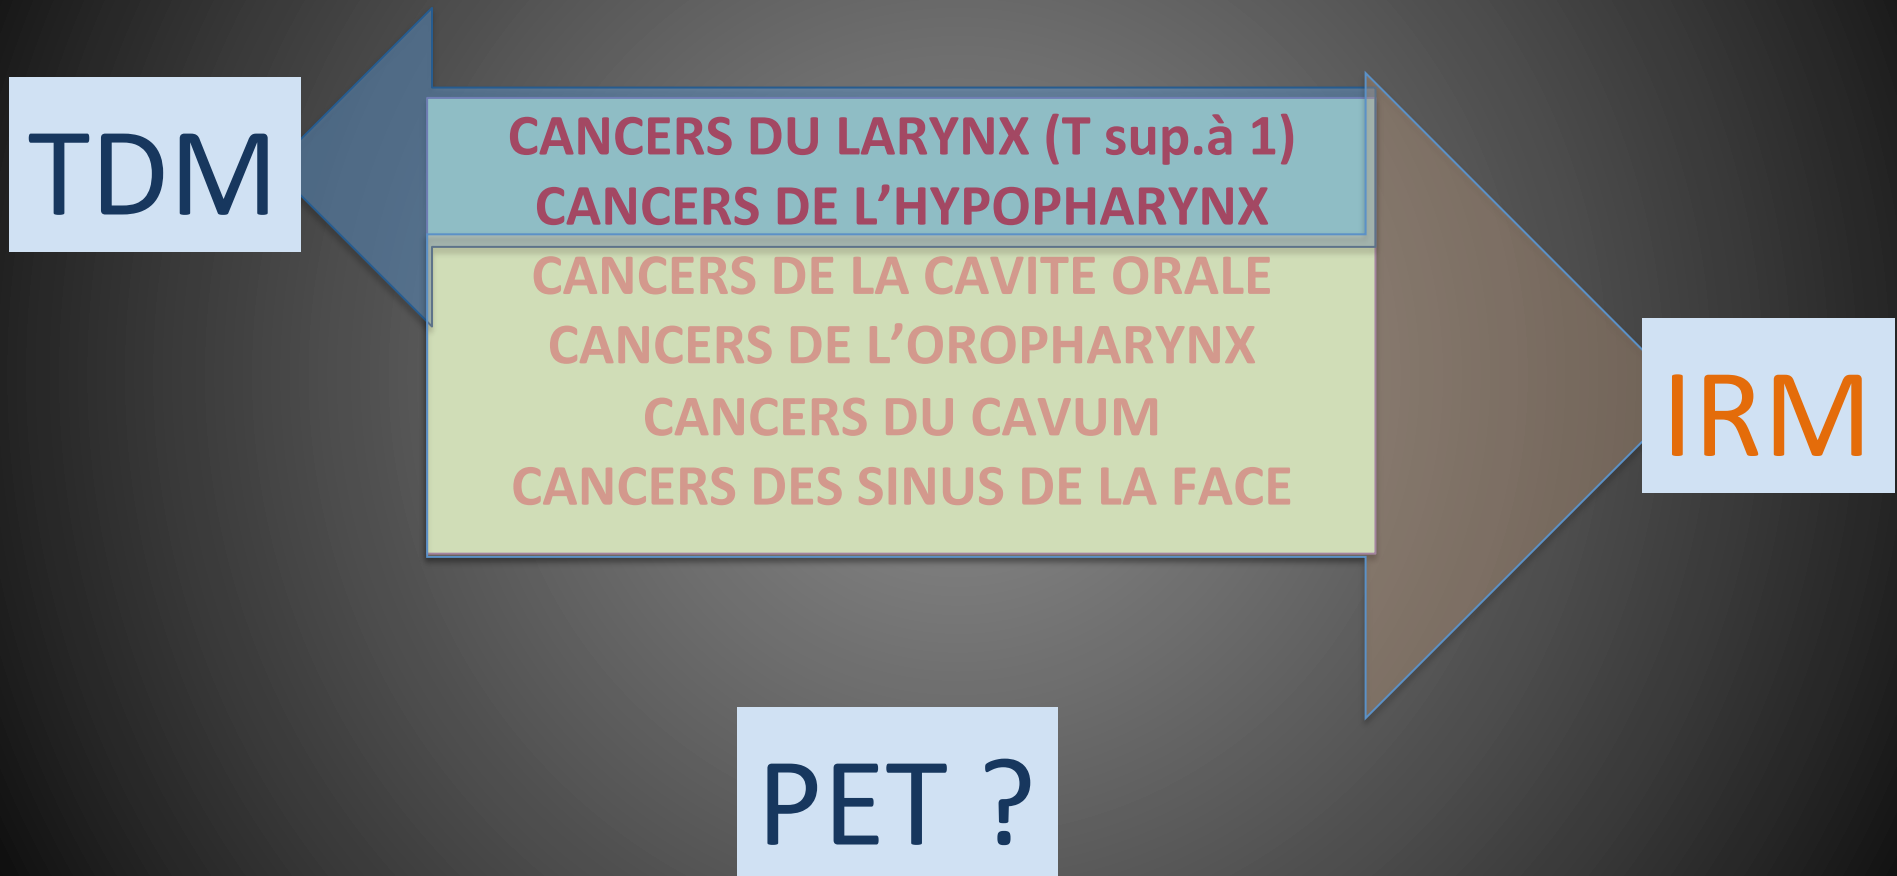 TDM
CANCERS DU LARYNX (T sup.à 1)
CANCERS DE L’HYPOPHARYNX
CANCERS DE LA CAVITE ORALE
CANCERS DE L’OROPHARYNX
CANCERS DU CAVUM
CANCERS DES SINUS DE LA FACE
IRM
PET ?